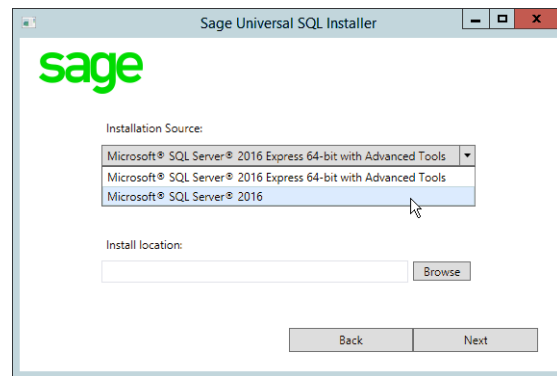 Sage Universal SQL Installer
sage
Installation Source:
Microsoft® SQL Server® 2016 Express 64-bit with Advanced Tools
Microsoft® SQL Server® 2016 Express 64-bit with Advanced Tools
Microsoft® SQL Server® 2016
Install location:
Browse
Back Next